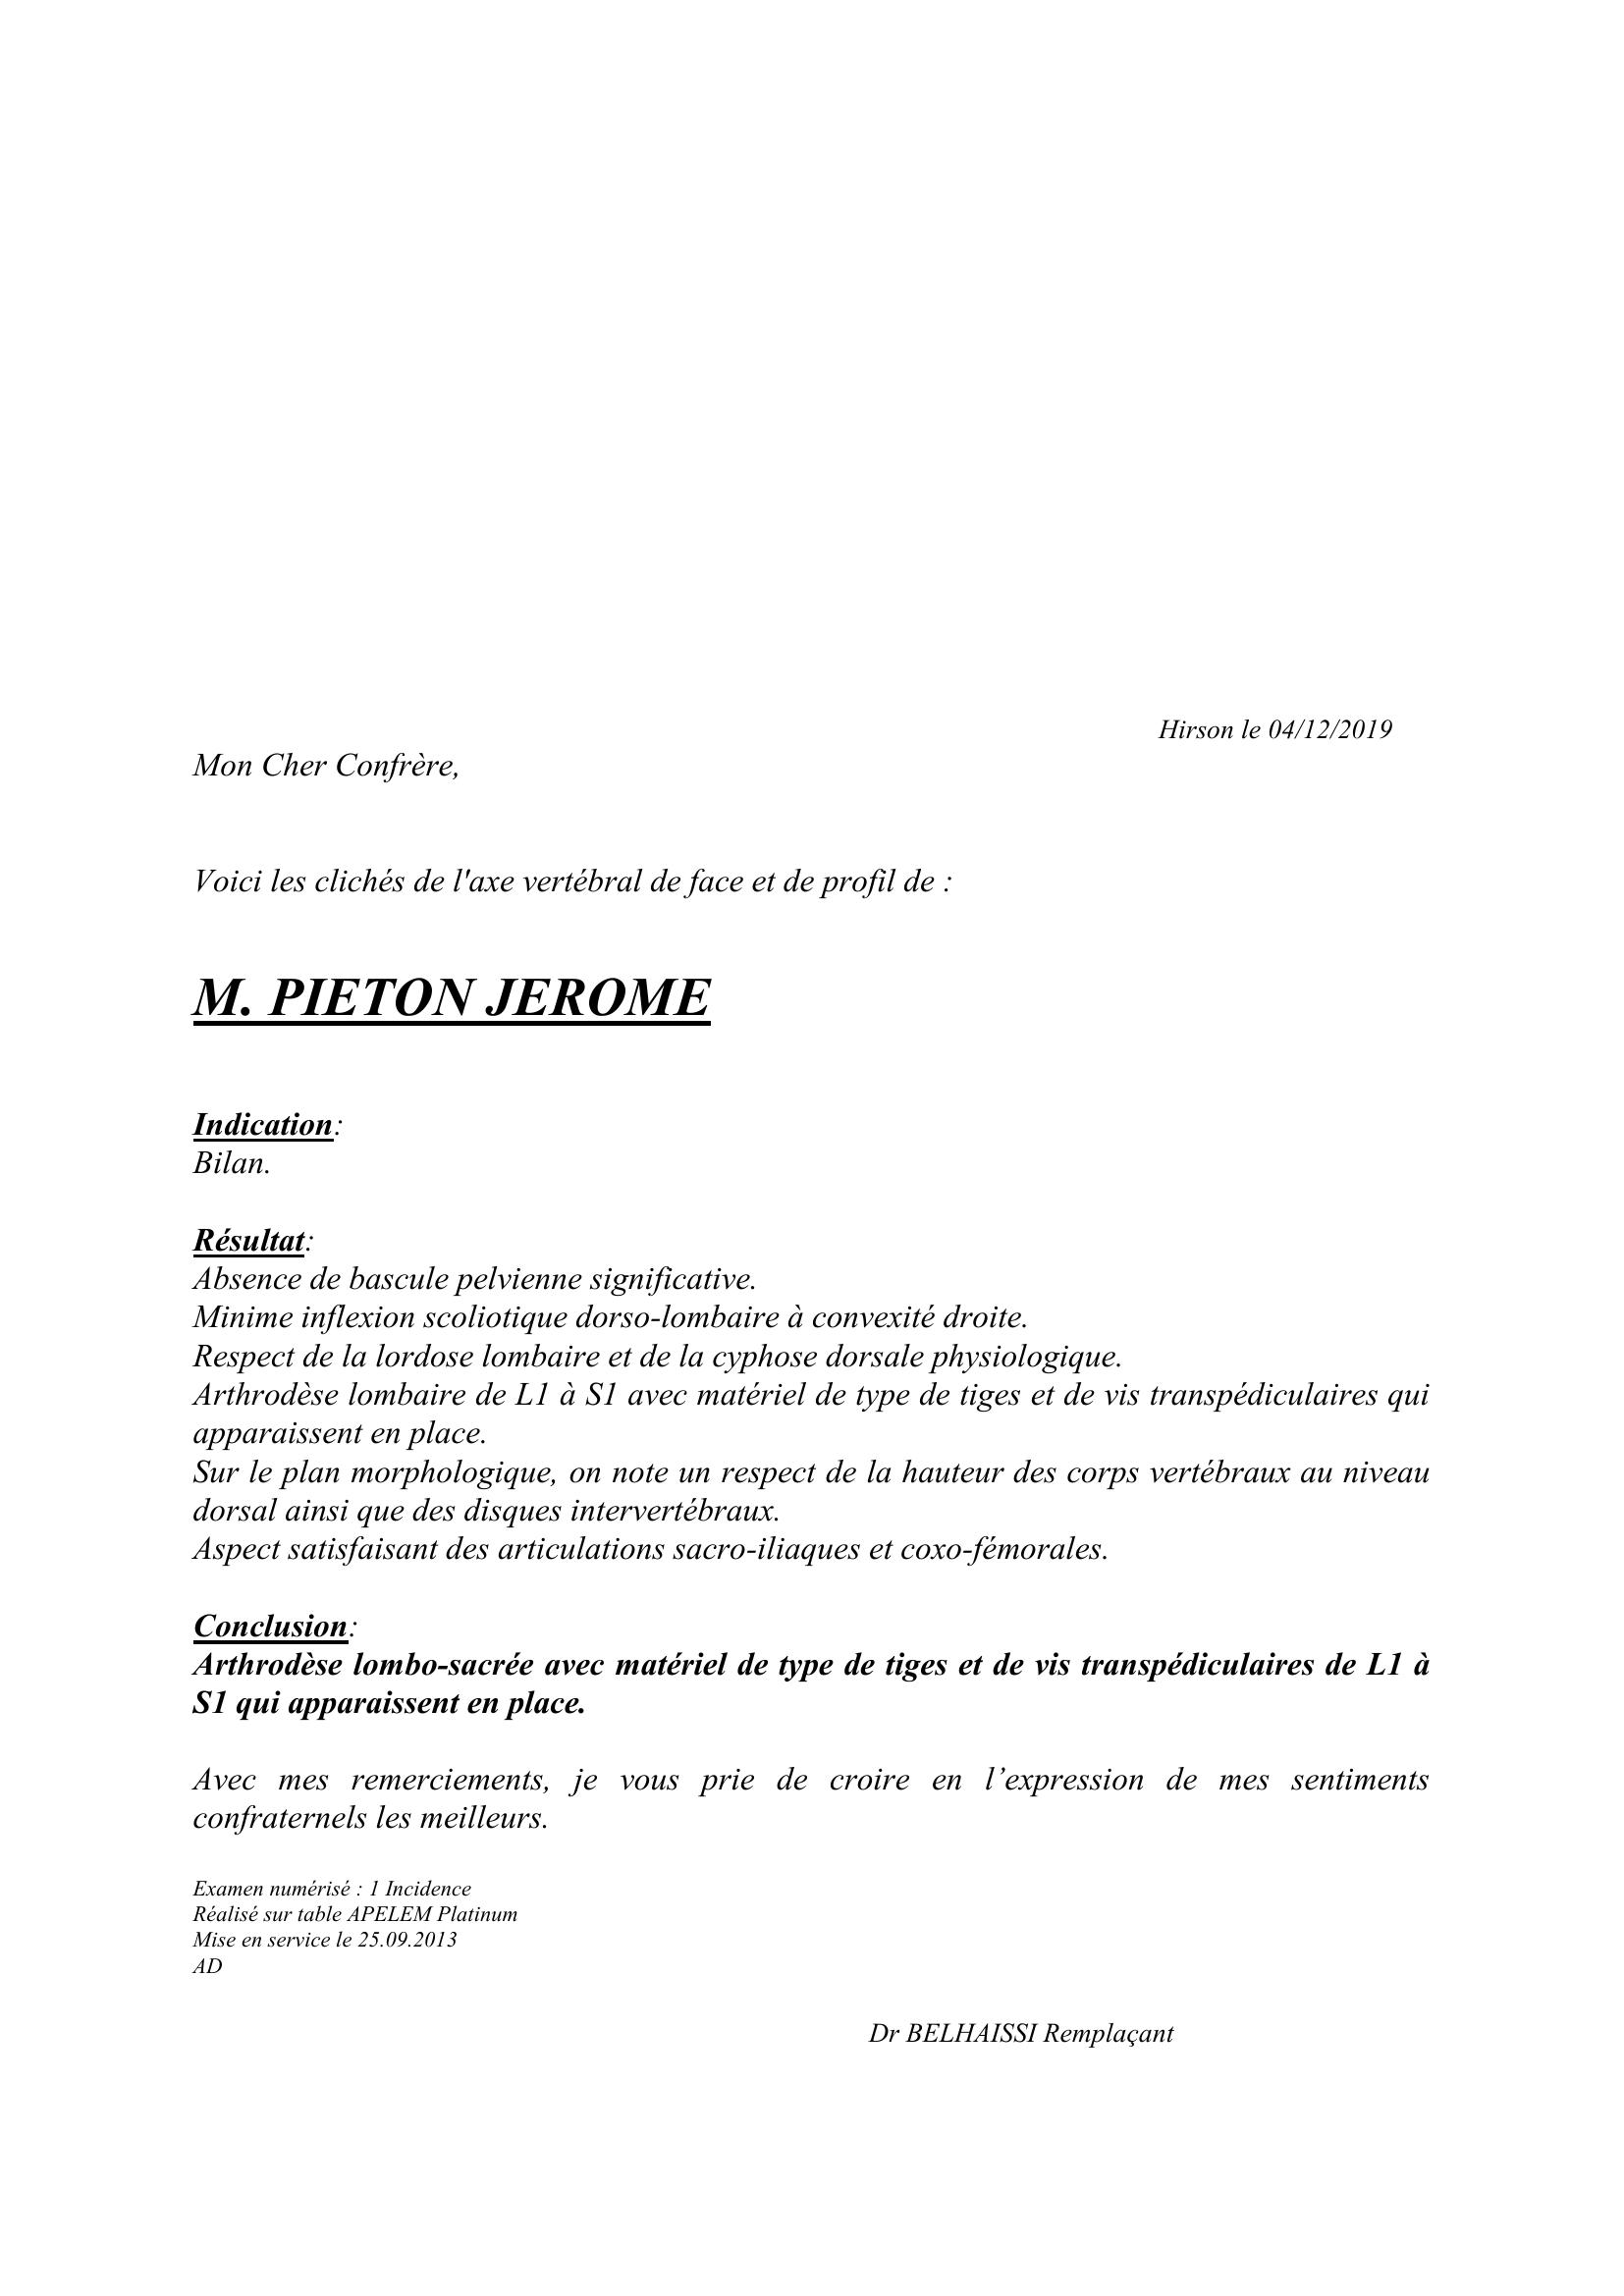 Hirson le 04/12/2019
Mon Cher Confrère,
Voici les clichés de l'axe vertébral de face et de profil de :
M. PIETON JEROME
Indication:
Bilan.
Résultat:
Absence de bascule pelvienne significative.
Minime inflexion scoliotique dorso-lombaire à convexité droite.
Respect de la lordose lombaire et de la cyphose dorsale physiologique.
Arthrodèse lombaire de L1 à S1 avec matériel de type de tiges et de vis transpédiculaires qui
apparaissent en place.
Sur le plan morphologique, on note un respect de la hauteur des corps vertébraux au niveau
dorsal ainsi que des disques intervertébraux.
Aspect satisfaisant des articulations sacro-iliaques et coxo-fémorales.
Conclusion:
Arthrodèse lombo-sacrée avec matériel de type de tiges et de vis transpédiculaires de L1 à
S1 qui apparaissent en place.
Avec mes remerciements, je vous prie de croire en l’expression de mes sentiments
confraternels les meilleurs.
Examen numérisé : 1 Incidence
Réalisé sur table APELEM Platinum
Mise en service le 25.09.2013
AD
Dr BELHAISSI Remplaçant